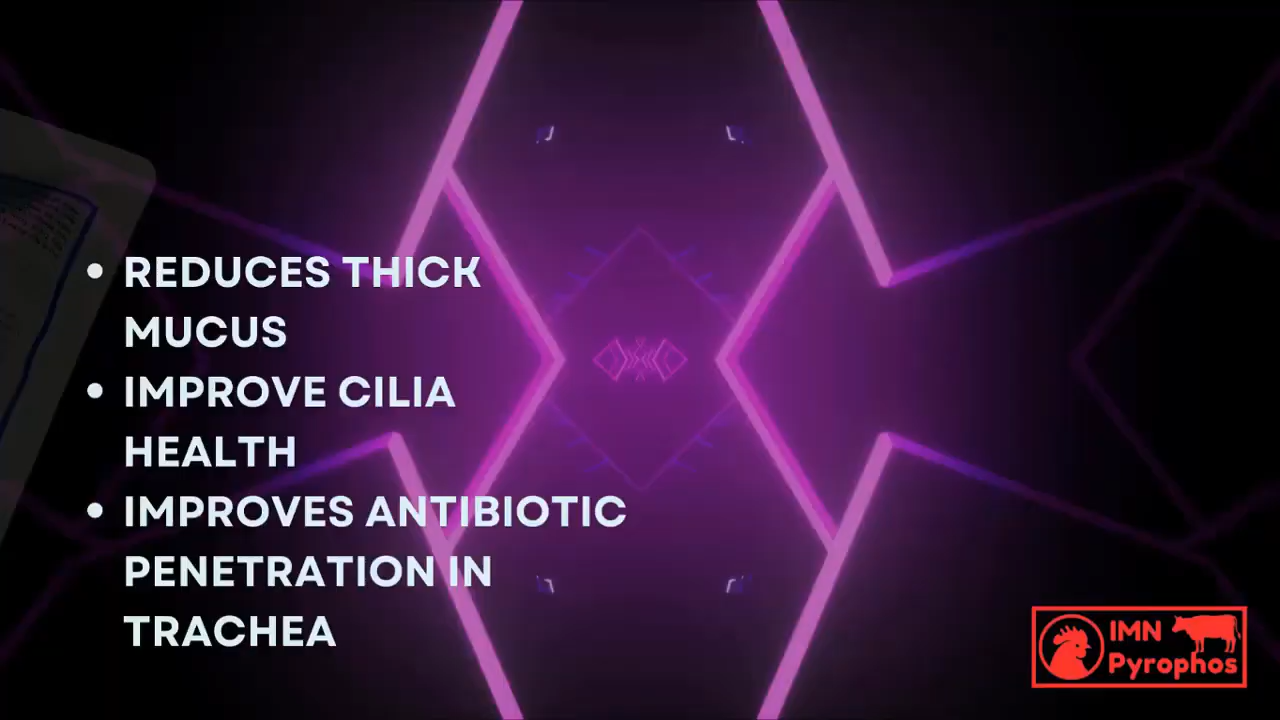 • REDUCES THICK
MUCUS
• IMPROVE CILIA
HEALTH
• IMPROVES ANTIBIOTIC
PENETRATION IN
TRACHEA
IMN
Pyrophos